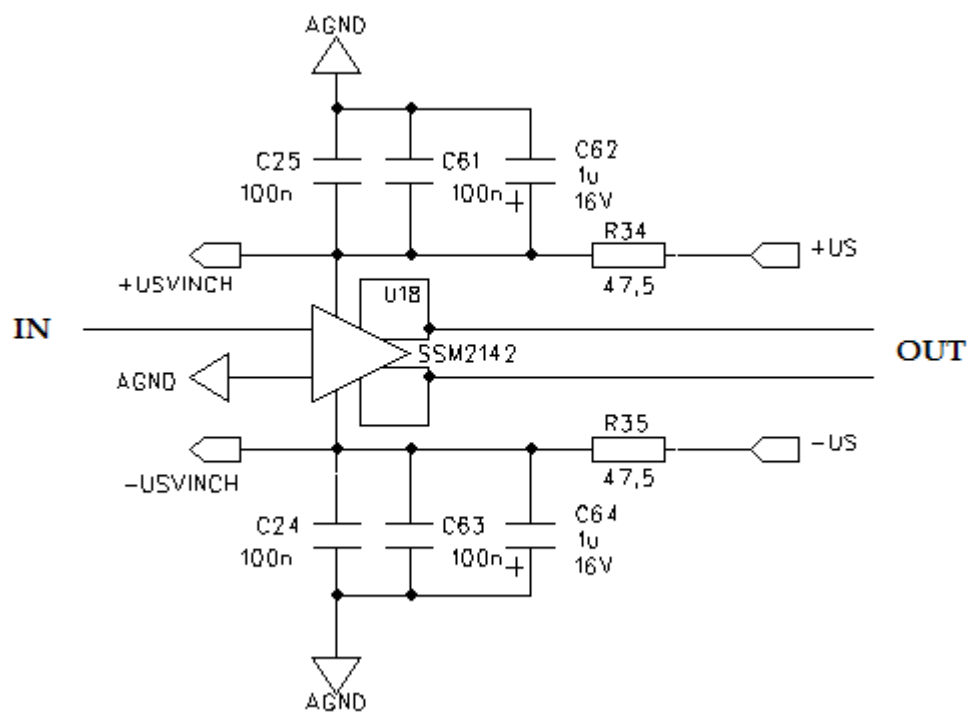 AGND
C25
100n
C61
100n
+
C62
1u
16V
+USVINCH
R34
47,5
+US
IN
U18
SSM2142
OUT
AGND
-USVINCH
R35
47,5
-US
C24
100n
C63
100n
+
C64
1u
16V
AGND